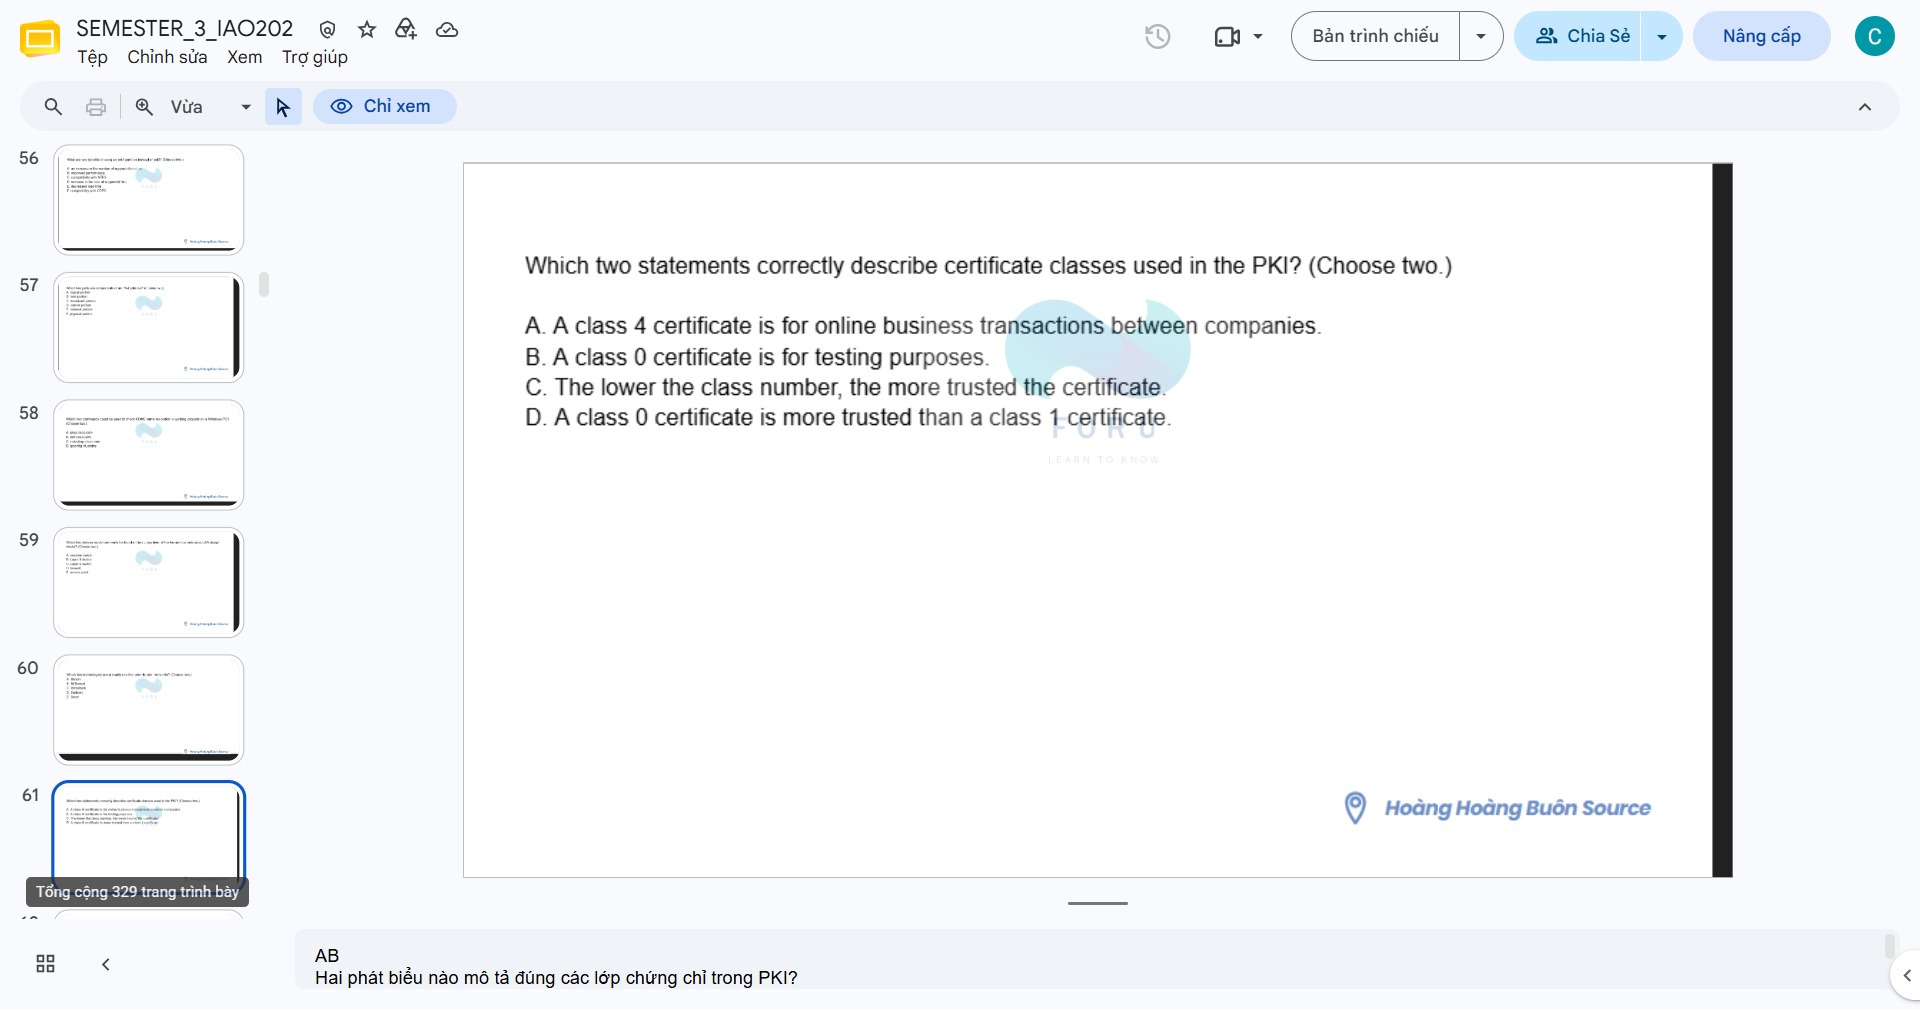 SEMESTER_3_IAO202
Tệp Chỉnh sửa Xem Trợ giúp
Bản trình chiếu
Chia Sẻ
Nâng cấp
C
Vừa
Chỉ xem
56
57
58
59
60
61
Tổng cộng 329 trang trình bày
Which two statements correctly describe certificate classes used in the PKI? (Choose two.)
A. A class 4 certificate is for online business transactions between companies.
B. A class 0 certificate is for testing purposes.
C. The lower the class number, the more trusted the certificate.
D. A class 0 certificate is more trusted than a class 1 certificate.
FORU
LEARN TO KNOW
Hoàng Hoàng Buôn Source
AB
Hai phát biểu nào mô tả đúng các lớp chứng chỉ trong PKI?